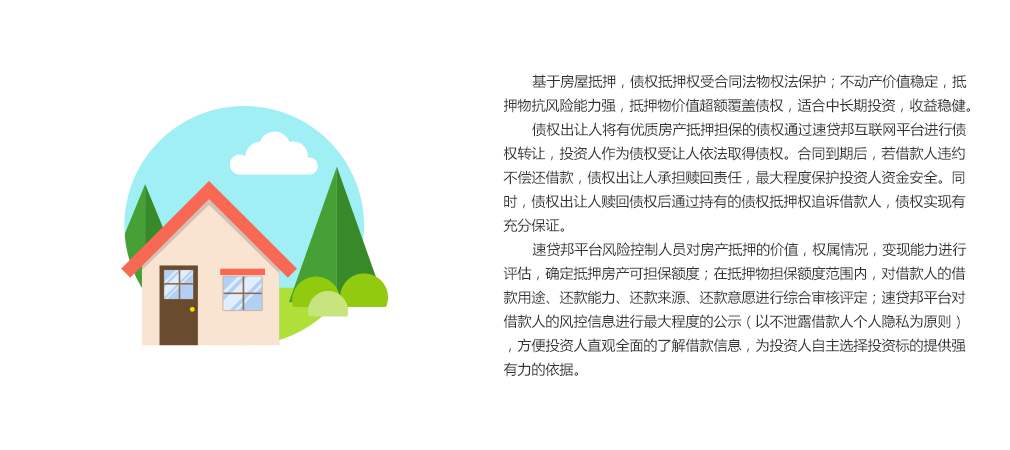 基于房屋抵押，债权抵押权受合同法物权法保护；不动产价值稳定，抵
押物抗风险能力强，抵押物价值超额覆盖债权，适合中长期投资，收益稳健。
债权出让人将有优质房产抵押担保的债权通过速贷邦互联网平台进行债
权转让，投资人作为债权受让人依法取得债权。合同到期后，若借款人违约
不偿还借款，债权出让人承担赎回责任，最大程度保护投资人资金安全。同
时，债权出让人赎回债权后通过持有的债权抵押权追诉借款人，债权实现有
充分保证。
速贷邦平台风险控制人员对房产抵押的价值，权属情况，变现能力进行
评估，确定抵押房产可担保额度；在抵押物担保额度范围内，对借款人的借
款用途、还款能力、还款来源、还款意愿进行综合审核评定；速贷邦平台对
借款人的风控信息进行最大程度的公示（以不泄露借款人个人隐私为原则）
，方便投资人直观全面的了解借款信息，为投资人自主选择投资标的提供强
有力的依据。